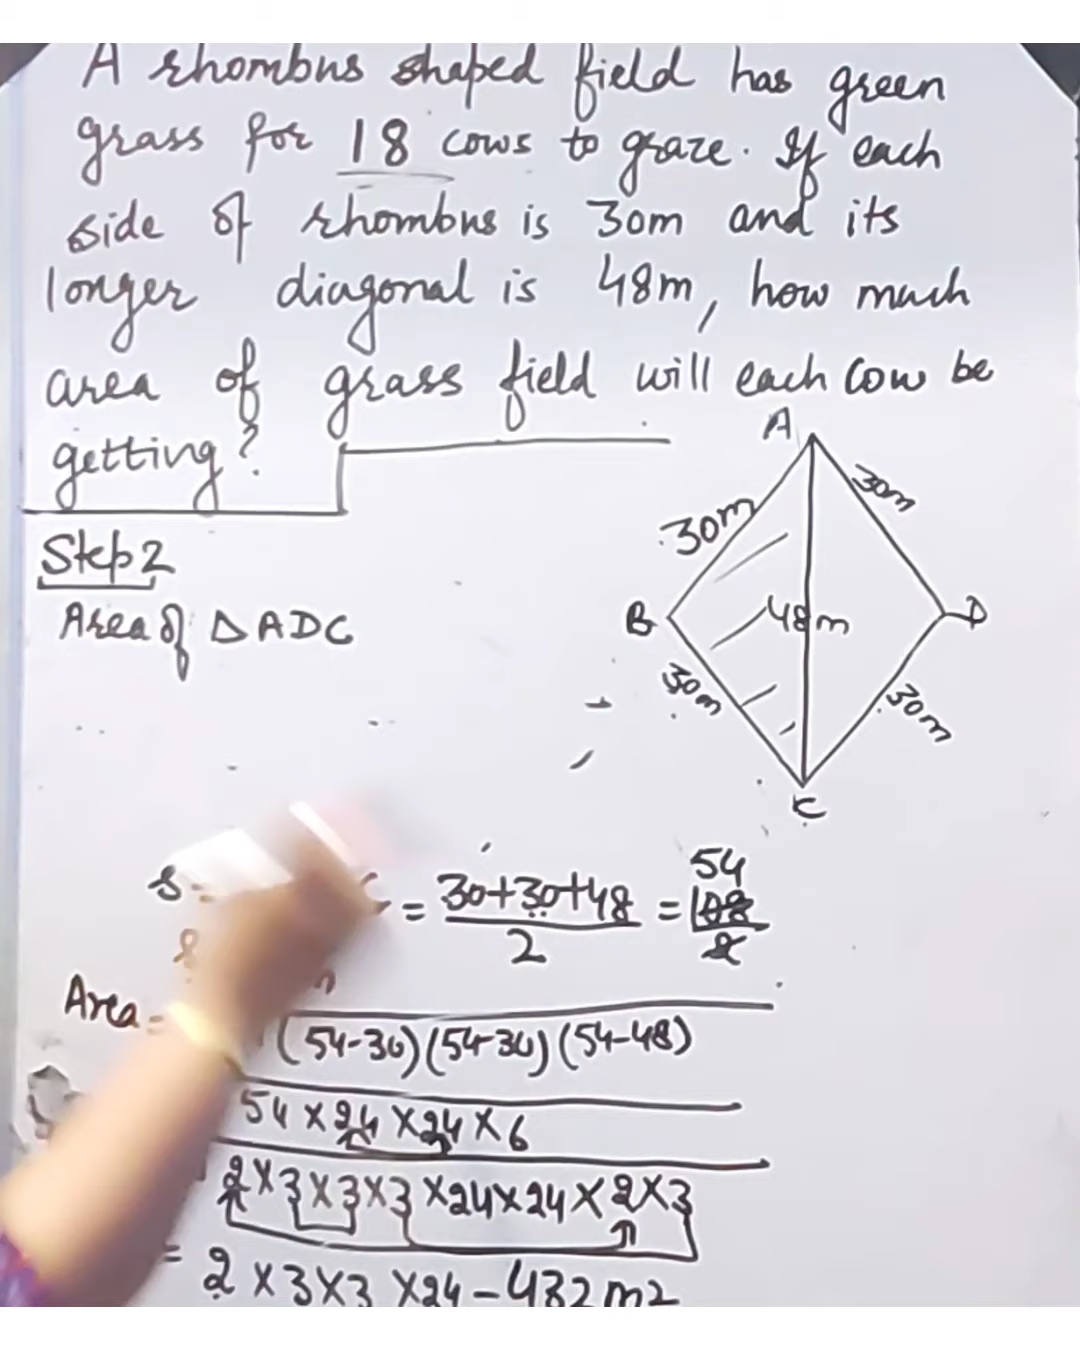 A rhombus shaped field has green
grass for 18 cows to graze. If each
side of rhombus is 30m and its
longer diagonal is 48m, how much
area of grass field will each cow be
getting?
A
30m
30m
B
48m
D
30m
30m
C
Step 2
Area of △ADC
s = = 30+30+48/2 = 54 108/2
Area = (54-30)(54-30)(54-48)
54 × 24 × 24 × 6
2 × 3 × 3 × 3 × 24 × 24 × 2 × 3
= 2 × 3 × 3 × 24 - 432 m2